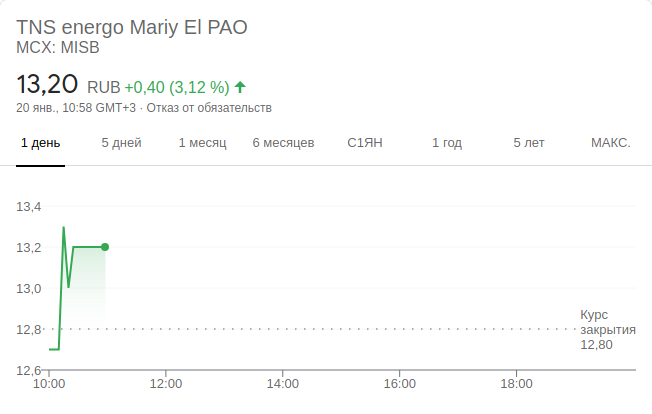 TNS energo Mariy El PAO
MCX: MISB
13,20 RUB +0,40 (3,12 %)
20 янв., 10:58 GMT+3 · Отказ от обязательств
1 день 5 дней 1 месяц 6 месяцев С1ЯН 1 год 5 лет МАКС.
13,4
13,2
13,0
Курс
12,8 закрытия
12,80
12,6
10:00 12:00 14:00 16:00 18:00